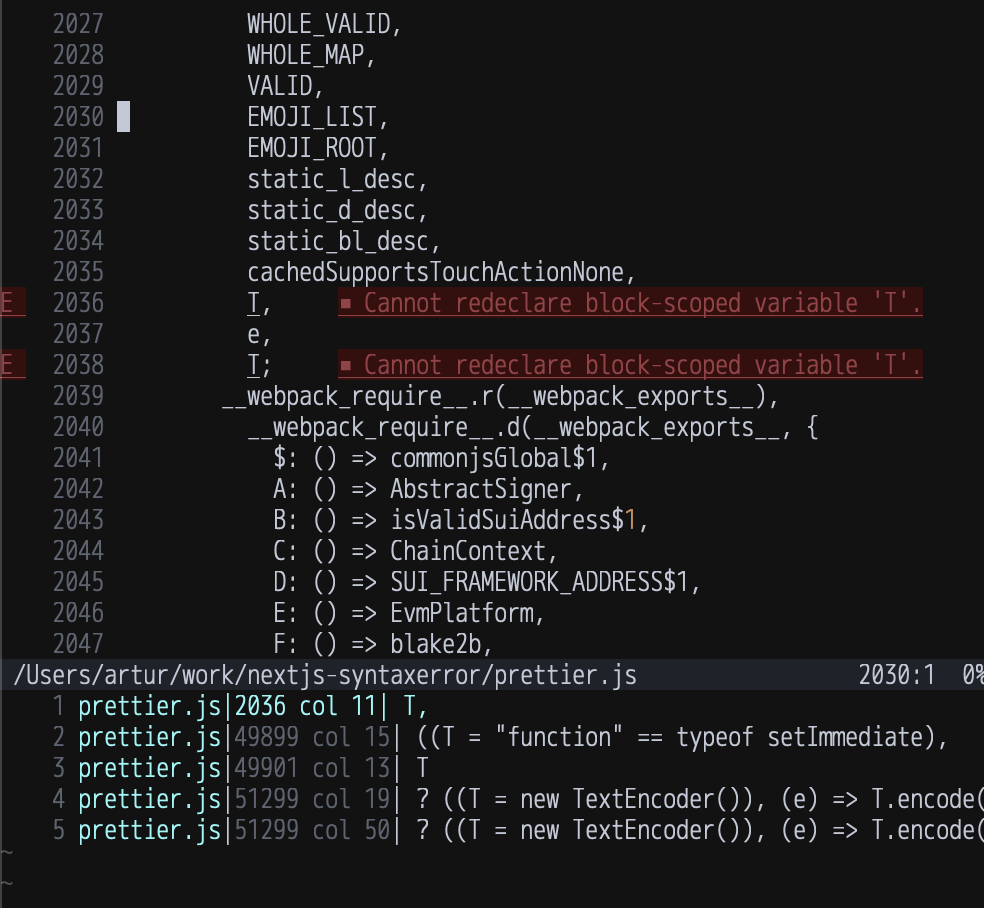 2027 WHOLE_VALID,
2028 WHOLE_MAP,
2029 VALID,
2030 EMOJI_LIST,
2031 EMOJI_ROOT,
2032 static_l_desc,
2033 static_d_desc,
2034 static_bl_desc,
2035 cachedSupportsTouchActionNone,
E 2036 T, ■ Cannot redeclare block-scoped variable 'T'.
2037 e,
E 2038 T; ■ Cannot redeclare block-scoped variable 'T'.
2039 __webpack_require__.r(__webpack_exports__),
2040 __webpack_require__.d(__webpack_exports__, {
2041 $: () => commonjsGlobal$1,
2042 A: () => AbstractSigner,
2043 B: () => isValidSuiAddress$1,
2044 C: () => ChainContext,
2045 D: () => SUI_FRAMEWORK_ADDRESS$1,
2046 E: () => EvmPlatform,
2047 F: () => blake2b,
/Users/artur/work/nextjs-syntaxerror/prettier.js 2030:1 0%
1 prettier.js|2036 col 11| T,
2 prettier.js|49899 col 15| ((T = "function" == typeof setImmediate),
3 prettier.js|49901 col 13| T
4 prettier.js|51299 col 19| ? ((T = new TextEncoder()), (e) => T.encode(
5 prettier.js|51299 col 50| ? ((T = new TextEncoder()), (e) => T.encode(
~
~